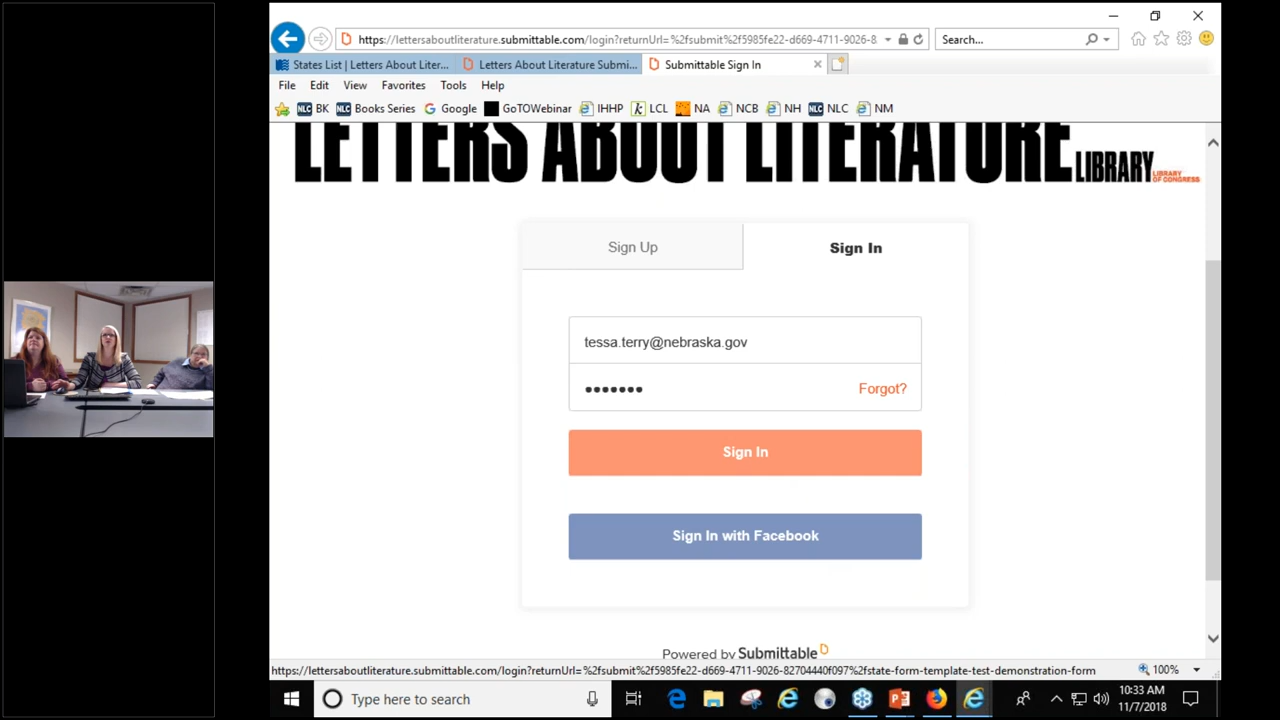 https://lettersaboutliterature.submittable.com/login?returnUrl=%2fsubmit%2f5985fe22-d669-4711-9026-8
Search...
States List | Letters About Liter...
Letters About Literature Submi...
Submittable Sign In
File Edit View Favorites Tools Help
NLC BK NLC Books Series Google GoTOWebinar IHHP LCL NA NCB NH NLC NLC NM
LETTERS ABOUT LITERATURE LIBRARY
LIBRARY
OF CONGRESS
Sign Up
Sign In
tessa.terry@nebraska.gov
Forgot?
Sign In
Sign In with Facebook
Powered by Submittable
https://lettersaboutliterature.submittable.com/login?returnUrl=%2fsubmit%2f5985fe22-d669-4711-9026-82704440f097%2fstate-form-template-test-demonstration-form
100%
Type here to search
10:33 AM
11/7/2018